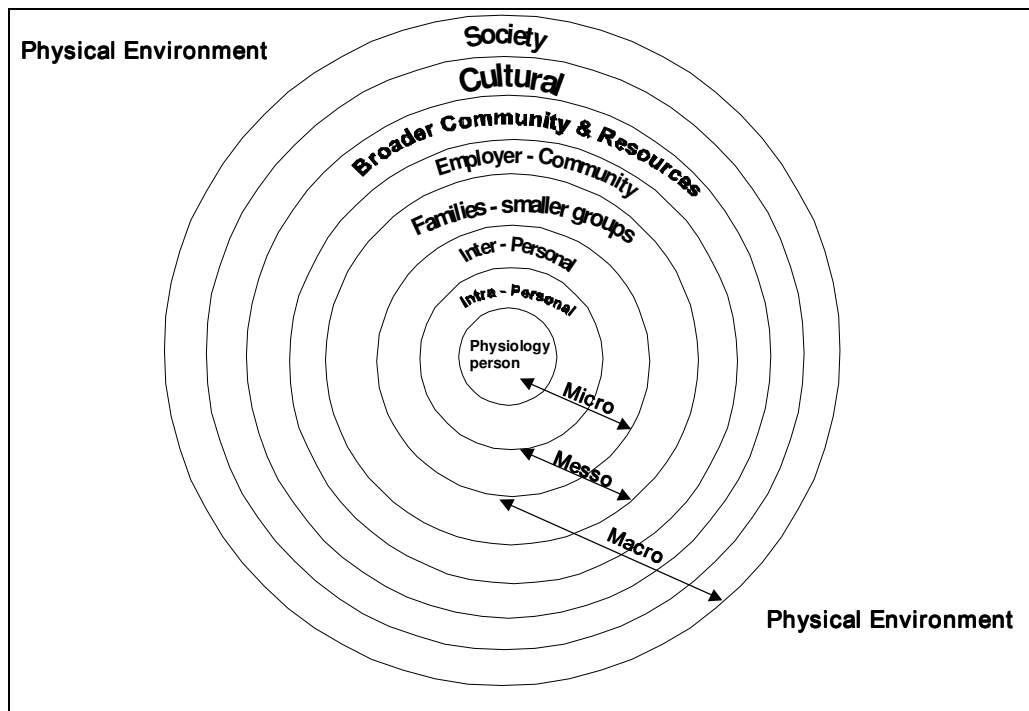 Society
Physical Environment
Cultural
Broader Community & Resources
Employer - Community
Families - smaller groups
Inter - Personal
Intra - Personal
Physiology
person
Micro
Messo
Macro
Physical Environment